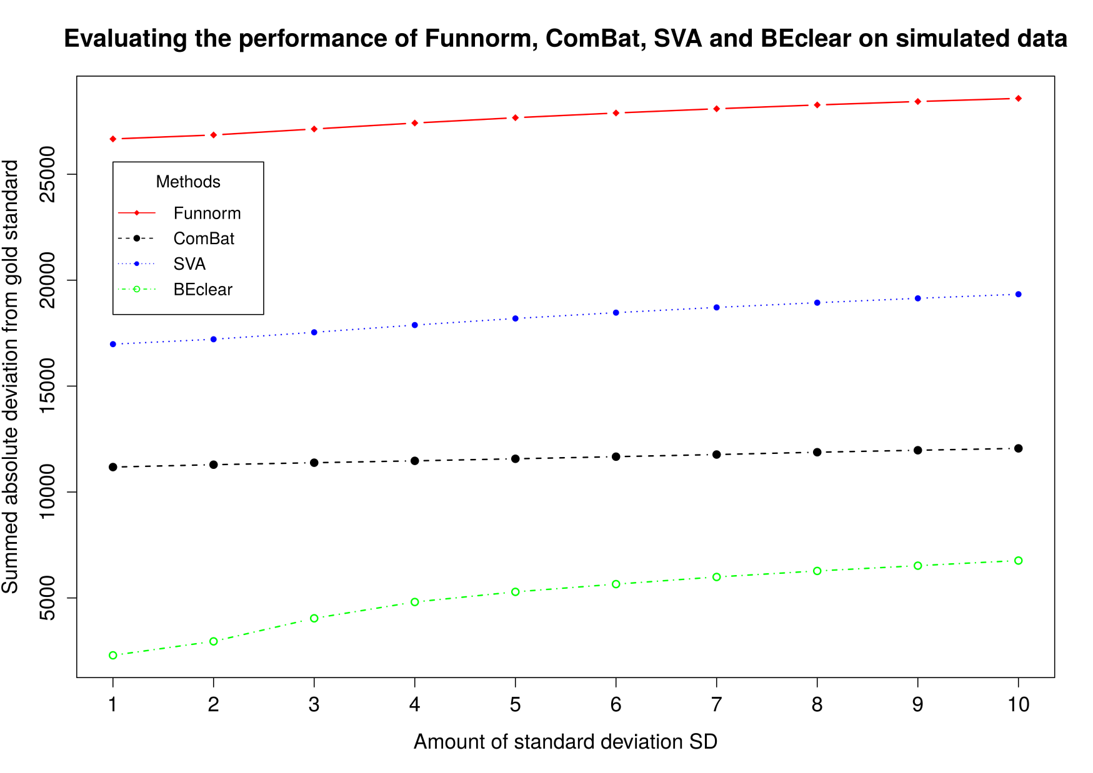 Evaluating the performance of Funnorm, ComBat, SVA and BEclear on simulated data
Summed absolute deviation from gold standard
25000
20000
15000
10000
5000
Methods
Funnorm
ComBat
SVA
BEclear
1 2 3 4 5 6 7 8 9 10
Amount of standard deviation SD